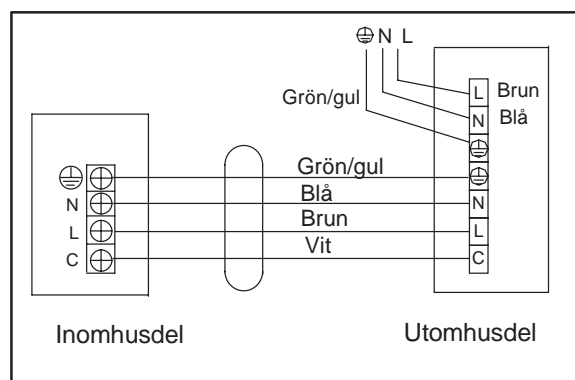 ⏚ N L
L Brun
Grön/gul
N Blå
⏚
⏚ Grön/gul ⏚
N Blå N
L Brun L
C Vit C
Inomhusdel Utomhusdel